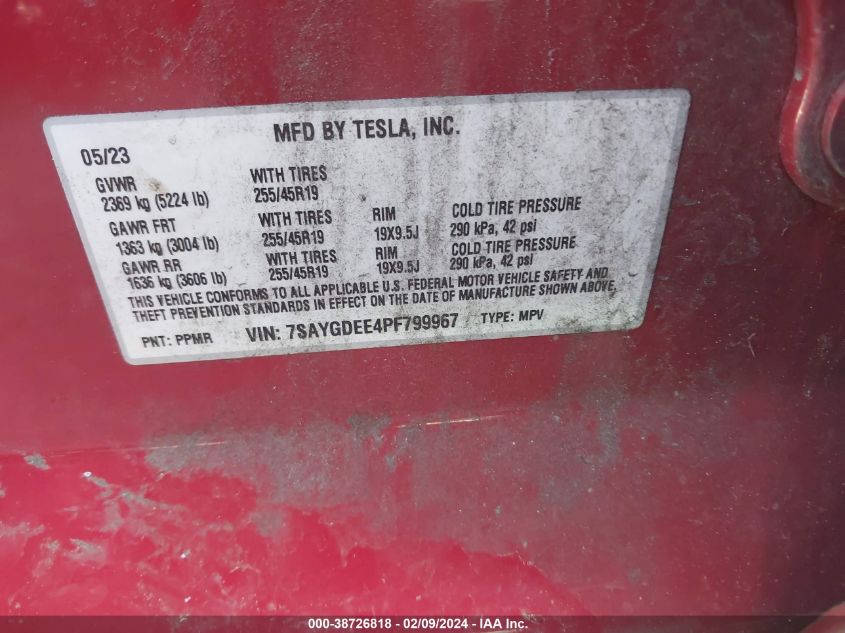 MFD BY TESLA, INC.
05/23
GVWR WITH TIRES
2369 kg (5224 lb) 255/45R19
GAWR FRT WITH TIRES RIM COLD TIRE PRESSURE
1363 kg (3004 lb) 255/45R19 19X9.5J 290 kPa, 42 psi
GAWR RR WITH TIRES RIM COLD TIRE PRESSURE
1636 kg (3606 lb) 255/45R19 19X9.5J 290 kPa, 42 psi
THIS VEHICLE CONFORMS TO ALL APPLICABLE U.S. FEDERAL MOTOR VEHICLE SAFETY AND
THEFT PREVENTION STANDARDS IN EFFECT ON THE DATE OF MANUFACTURE SHOWN ABOVE.
PNT: PPMR VIN: 7SAYGDEE4PF799967 TYPE: MPV
000-38726818 - 02/09/2024 - IAA Inc.